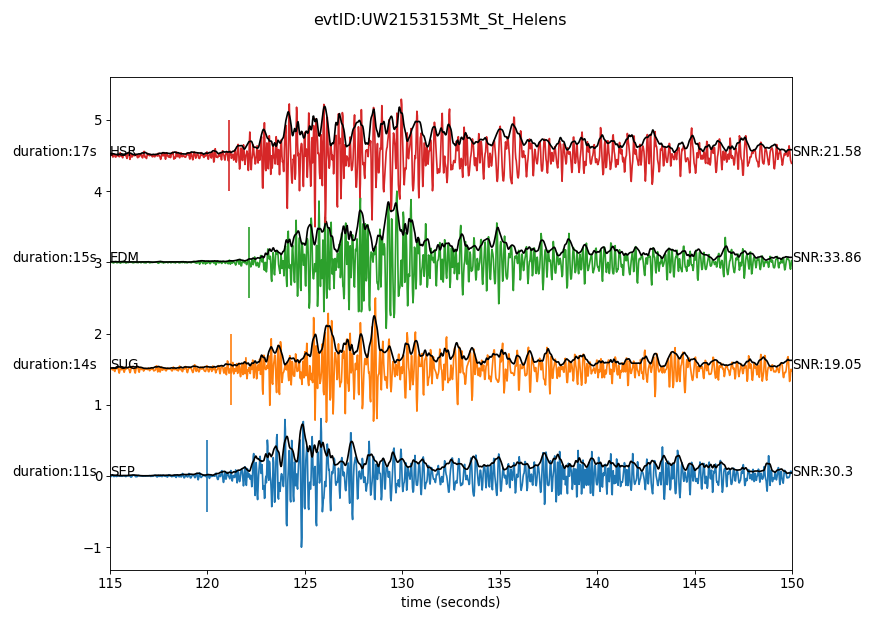 evtID:UW2153153Mt_St_Helens
5
duration:17s HSR SNR:21.58
4
duration:15s 3 EDM SNR:33.86
2
duration:14s SUG SNR:19.05
1
duration:11s 0 SEP SNR:30.3
−1
115 120 125 130 135 140 145 150
time (seconds)